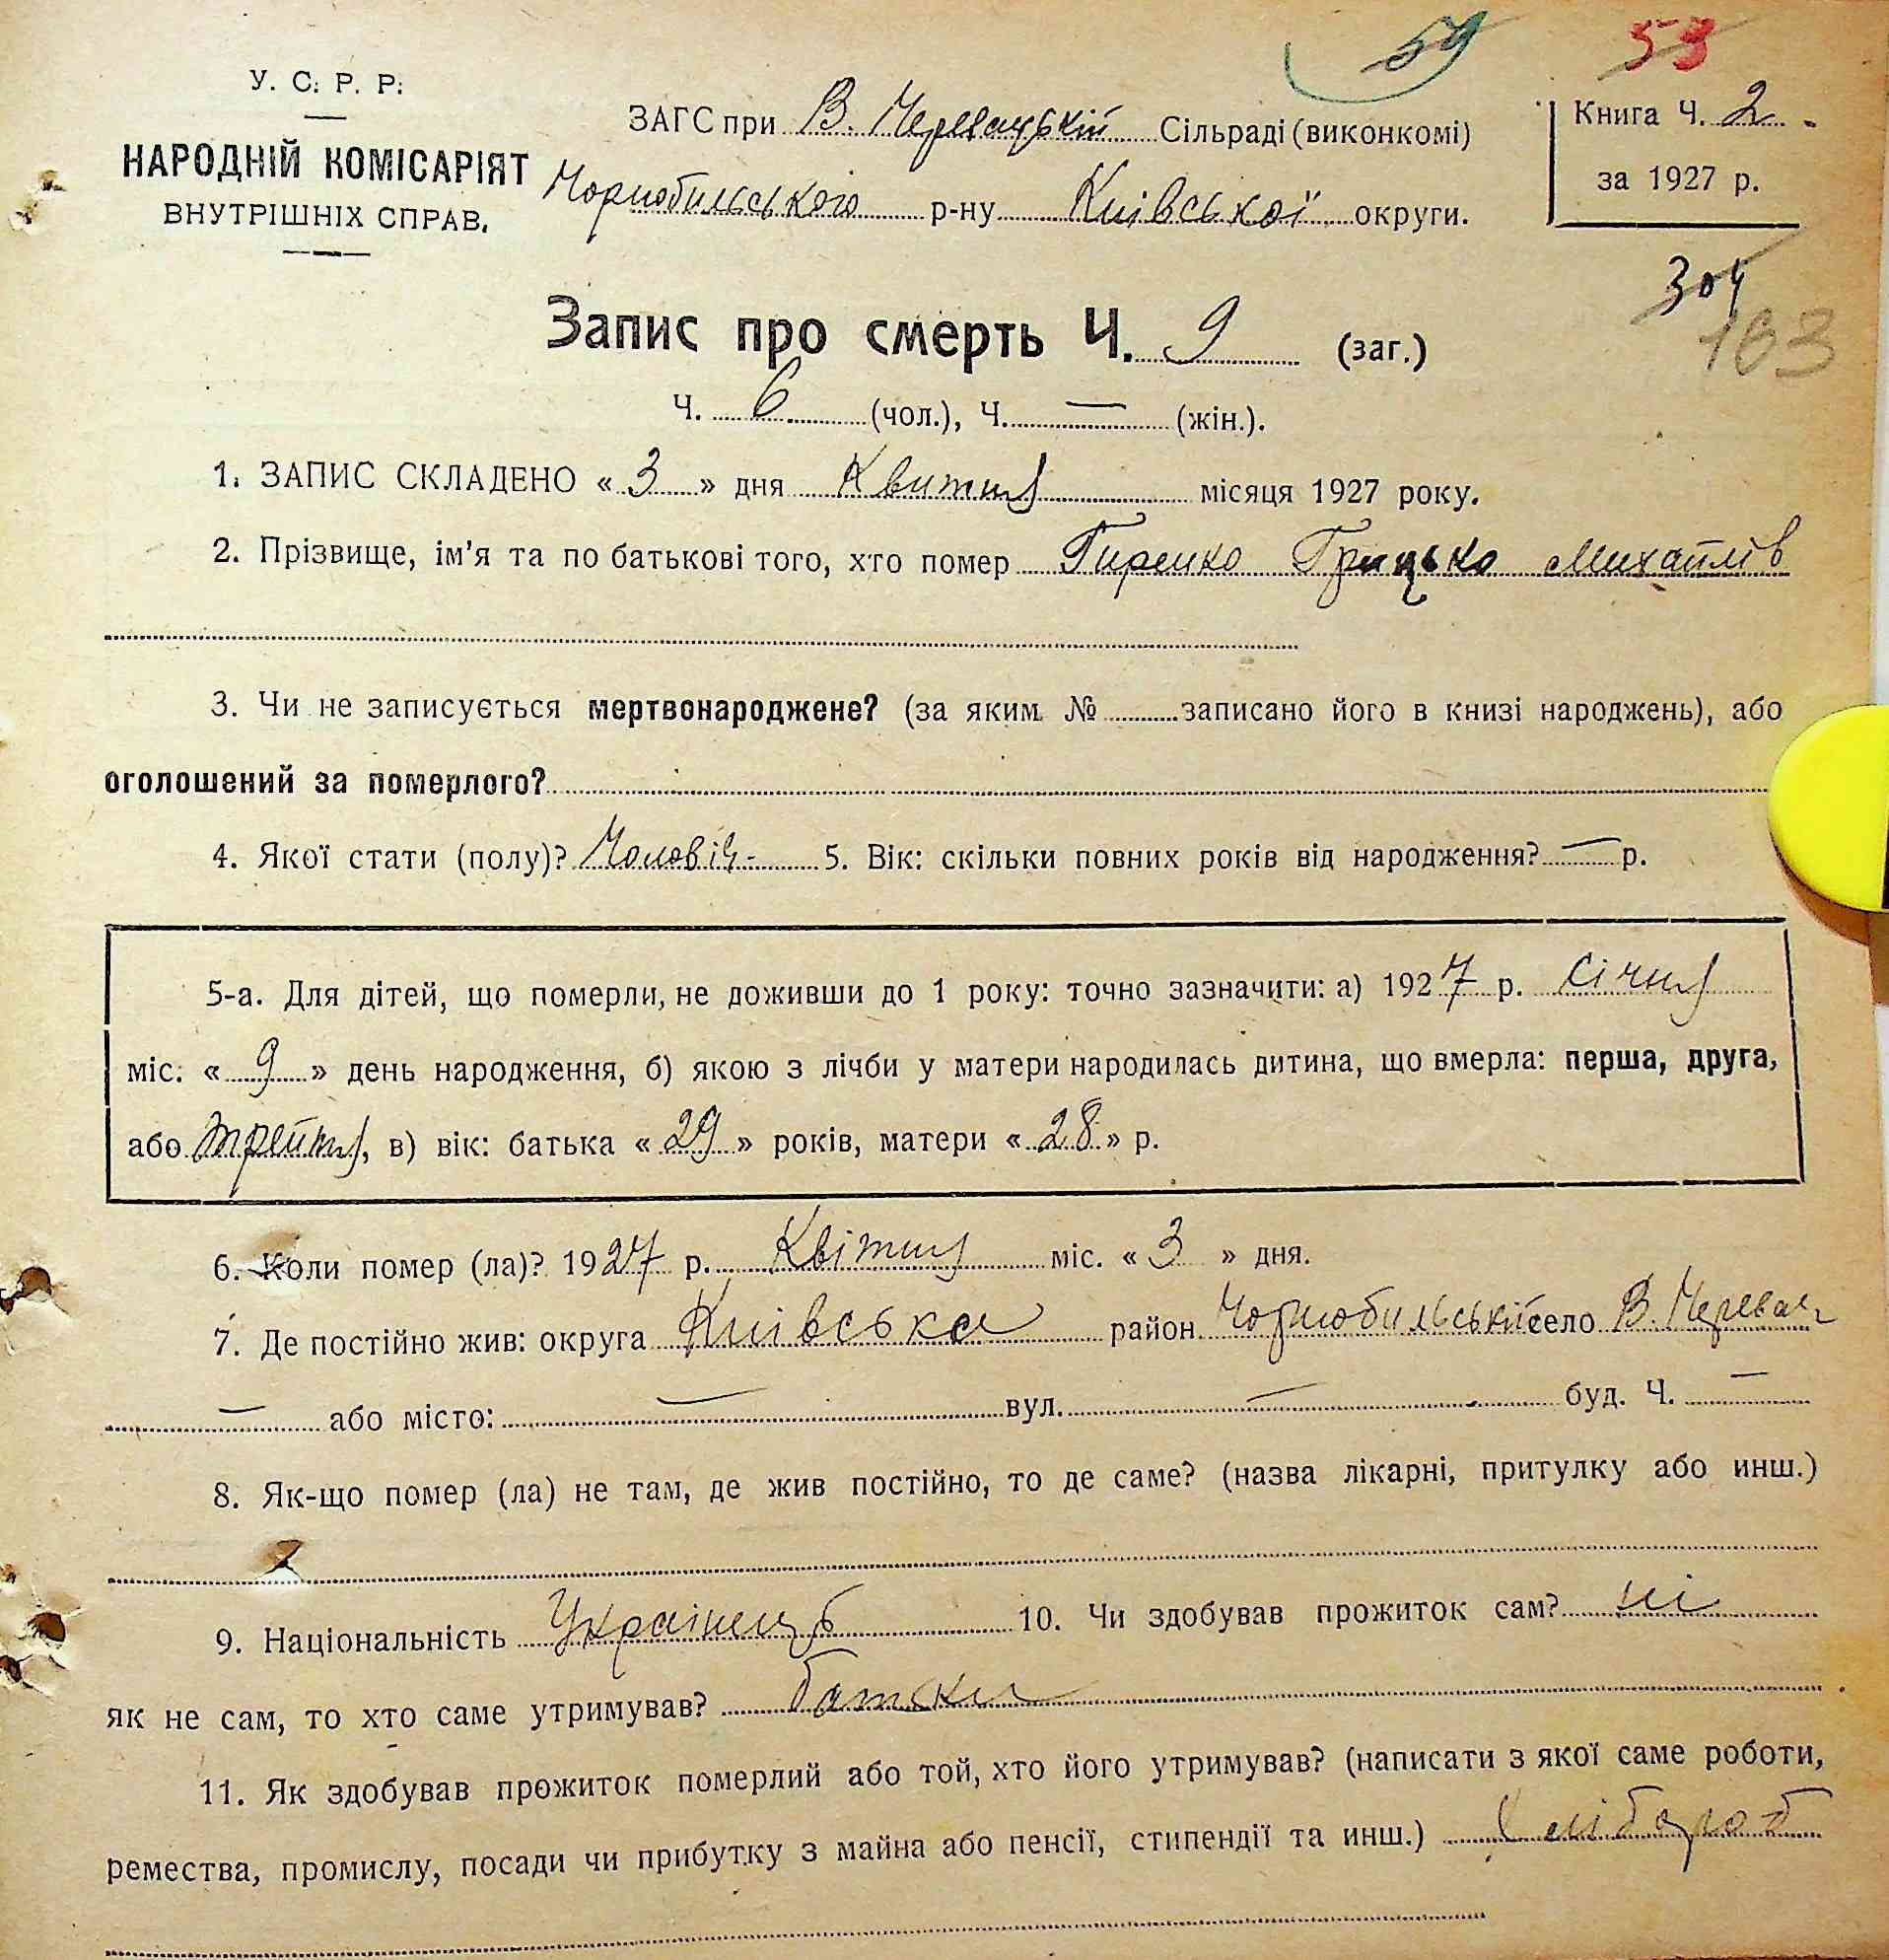 59
53
У. С. Р. Р.
НАРОДНІЙ КОМІСАРІЯТ
ВНУТРІШНІХ СПРАВ.
ЗАГС при В. Черевацькій Сільраді (виконкомі)
Чорнобильського р-ну Київської округи.
Книга Ч. 2
за 1927 р.
304
163
Запис про смерть Ч. 9 (заг.)
Ч. 6 (чол.), Ч. — (жін.).
1. ЗАПИС СКЛАДЕНО « 3 » дня Квитня місяця 1927 року.
2. Прізвище, ім'я та по батькові того, хто помер Гиренко Грицько Михайлів
3. Чи не записується мертвонароджене? (за яким № записано його в книзі народжень), або
оголошений за померлого?
4. Якої стати (полу)? Чоловіч- 5. Вік: скільки повних років від народження? — р.
5-а. Для дітей, що померли, не доживши до 1 року: точно зазначити: а) 1927 р. Січня
міс. « 9 » день народження, б) якою з лічби у матери народилась дитина, що вмерла: перша, друга,
або трейтя, в) вік: батька « 29 » років, матери « 28 » р.
6. Коли помер (ла)? 1927 р. Квітня міс. « 3 » дня.
7. Де постійно жив: округа Київська район Чорнобильський село В. Черевач
— або місто: — вул. — буд. Ч. —
8. Як-що помер (ла) не там, де жив постійно, то де саме? (назва лікарні, притулку або инш.)
9. Національність Українець 10. Чи здобував прожиток сам? ні
як не сам, то хто саме утримував? батьки
11. Як здобував прожиток померлий або той, хто його утримував? (написати з якої саме роботи,
ремества, промислу, посади чи прибутку з майна або пенсії, стипендії та инш.) Хлібороб